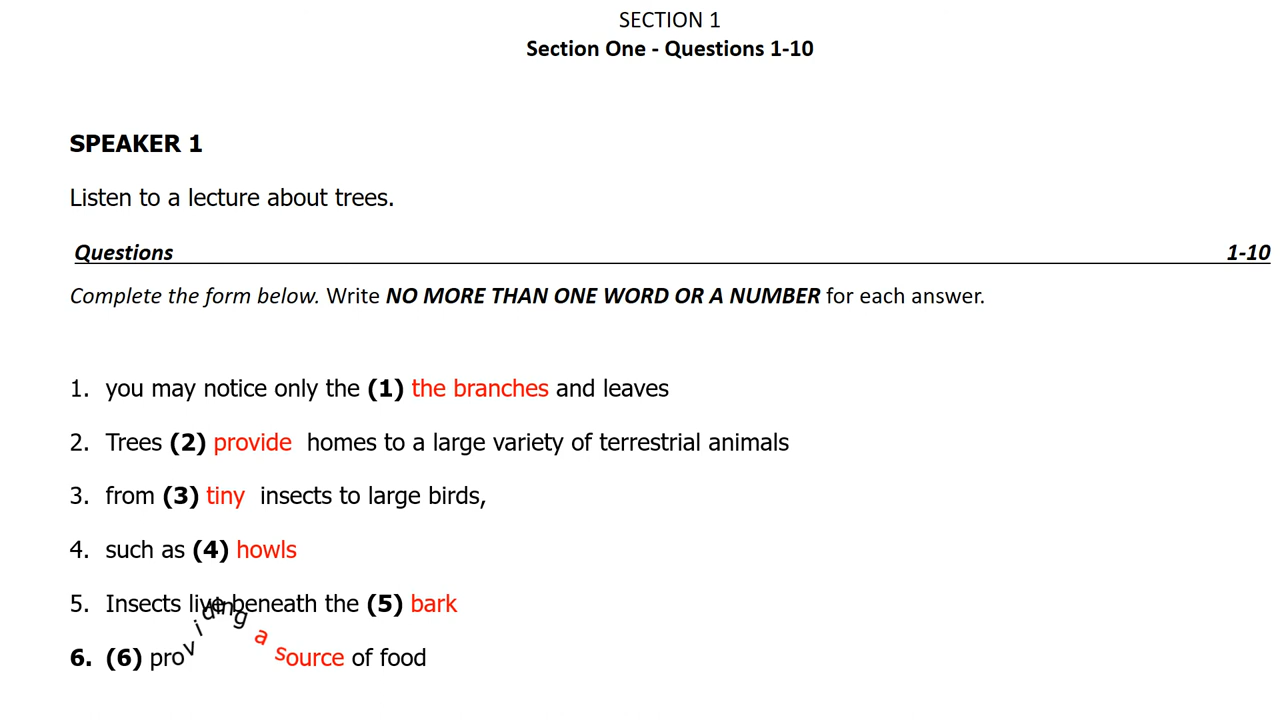 SECTION 1
Section One - Questions 1-10
SPEAKER 1
Listen to a lecture about trees.
Questions 1-10
Complete the form below. Write NO MORE THAN ONE WORD OR A NUMBER for each answer.
1. you may notice only the (1) the branches and leaves
2. Trees (2) provide homes to a large variety of terrestrial animals
3. from (3) tiny insects to large birds,
4. such as (4) howls
5. Insects live beneath the (5) bark
6. (6) providing a source of food